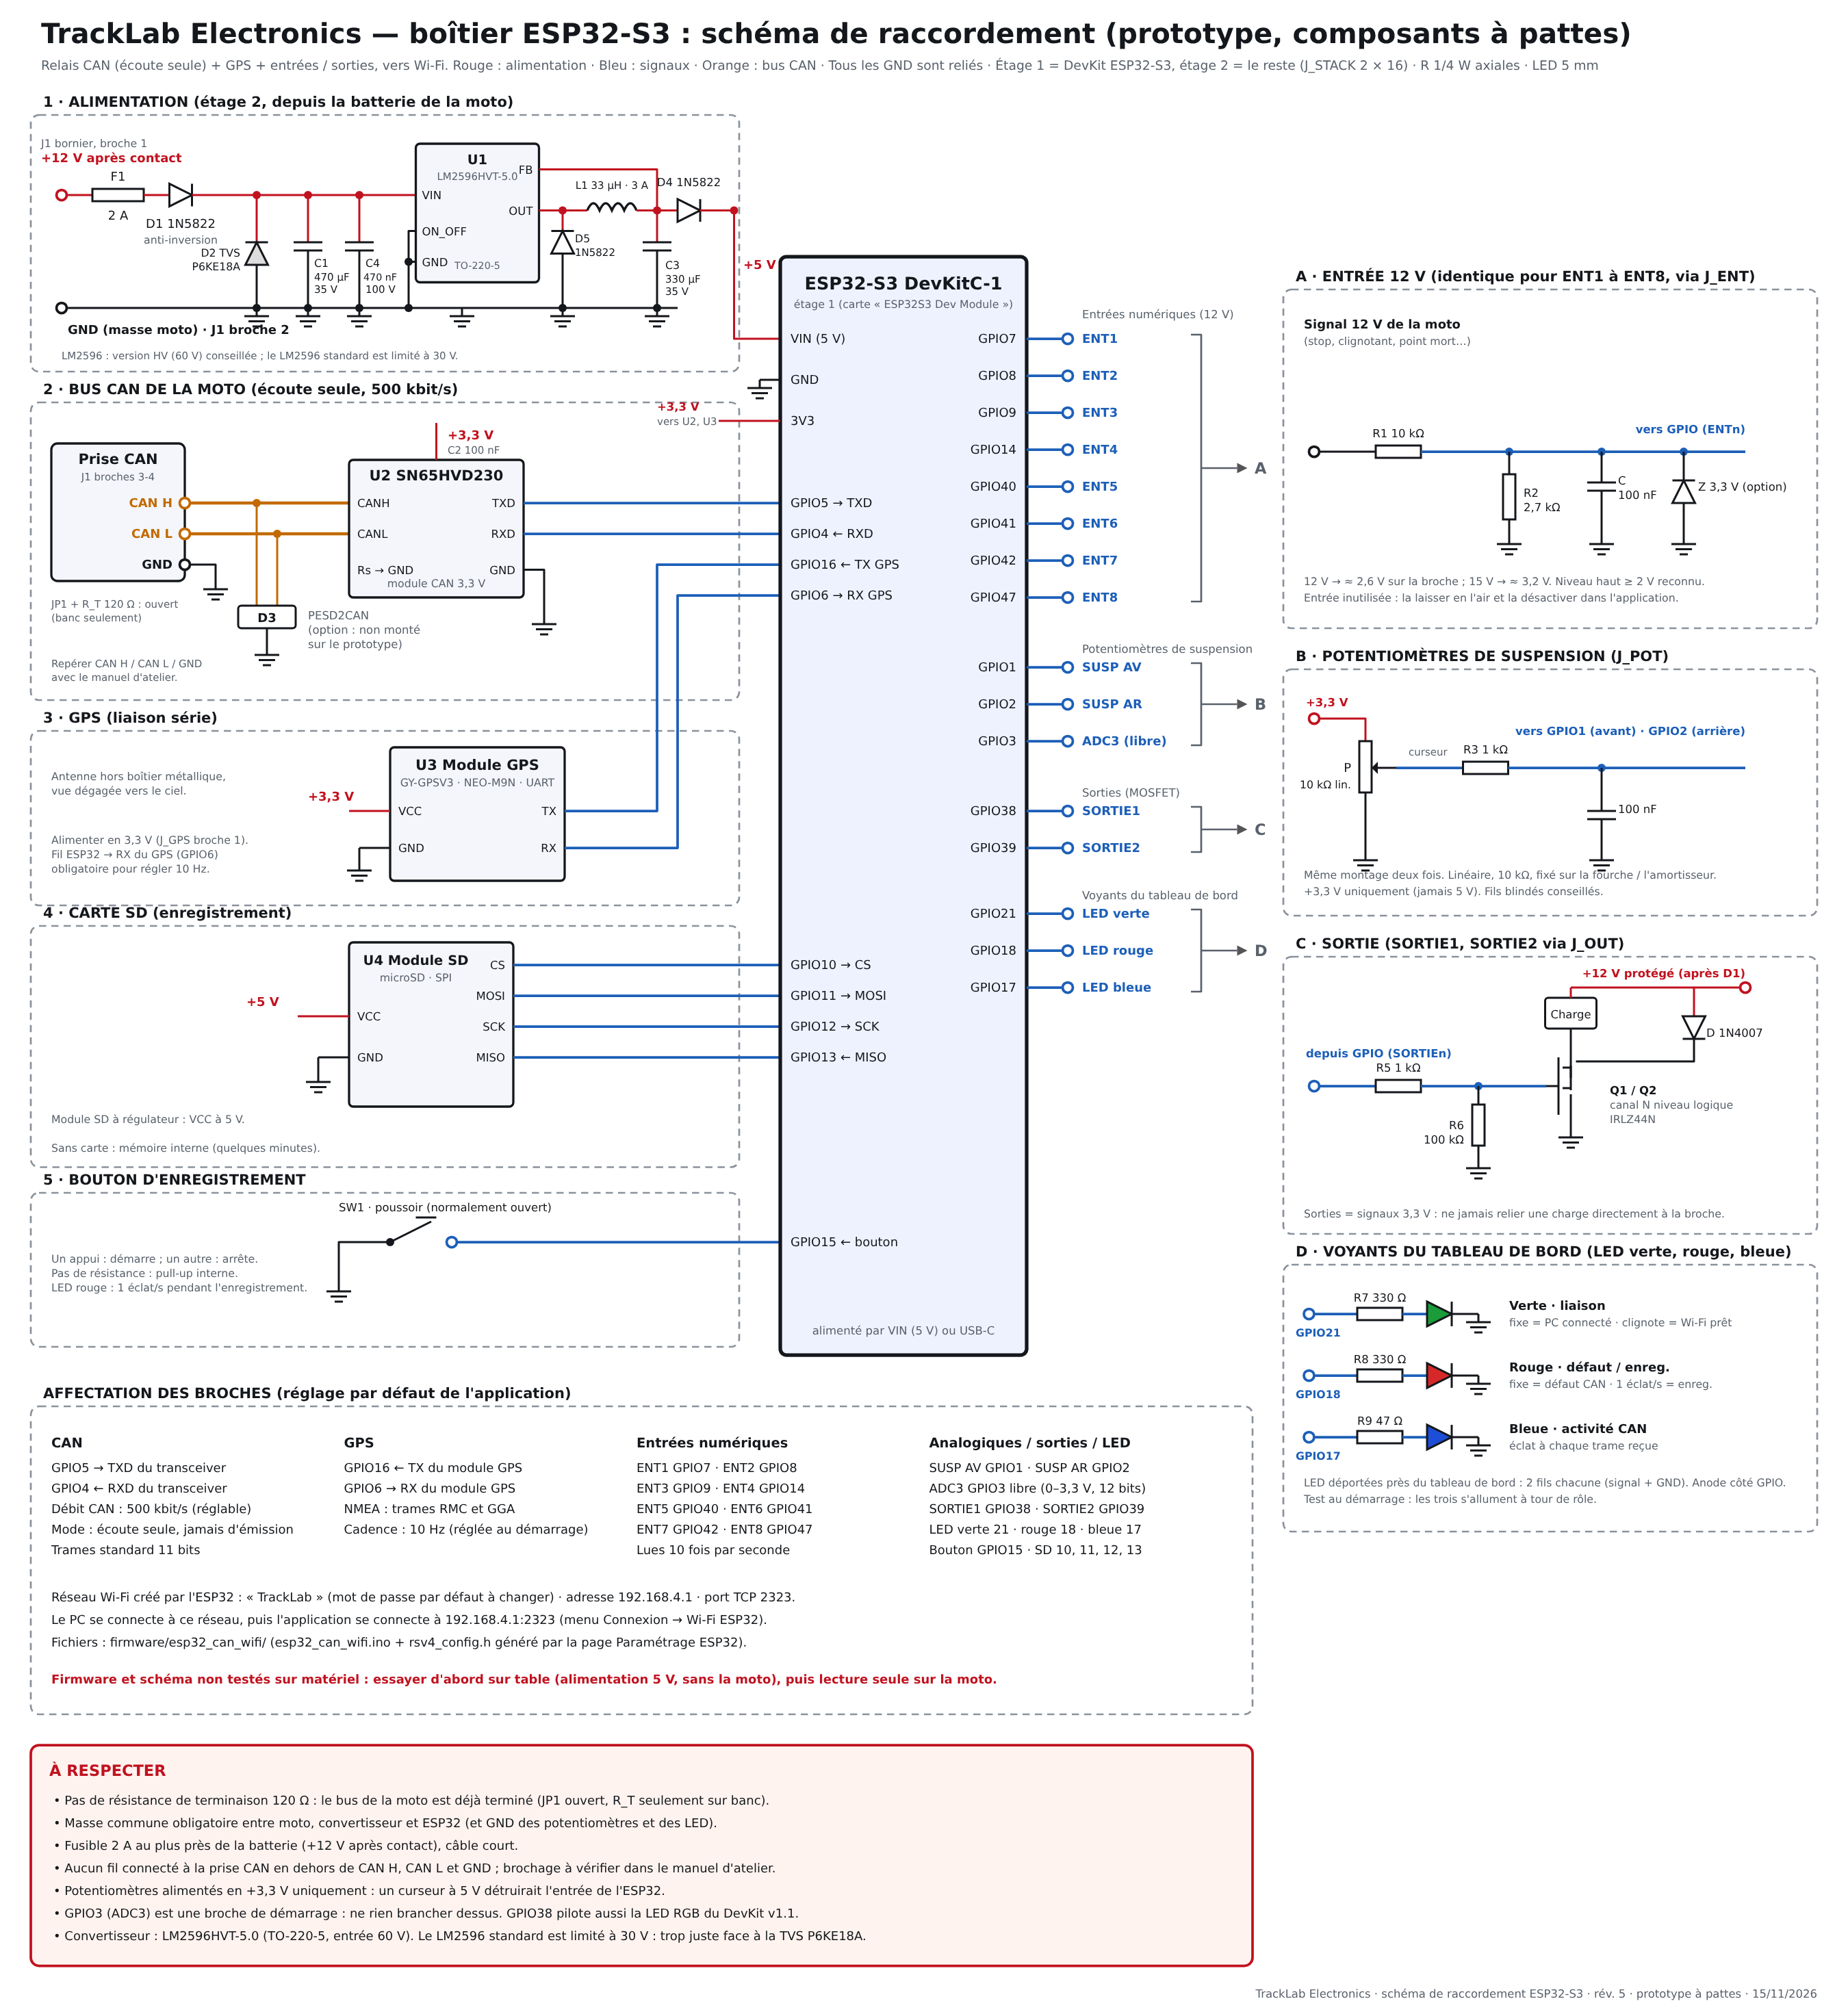 TrackLab Electronics — boîtier ESP32-S3 : schéma de raccordement (prototype, composants à pattes)
Relais CAN (écoute seule) + GPS + entrées / sorties, vers Wi-Fi. Rouge : alimentation · Bleu : signaux · Orange : bus CAN · Tous les GND sont reliés · Étage 1 = DevKit ESP32-S3, étage 2 = le reste (J_STACK 2 × 16) · R 1/4 W axiales · LED 5 mm
1 · ALIMENTATION (étage 2, depuis la batterie de la moto)
J1 bornier, broche 1
+12 V après contact
F1
2 A
D1 1N5822
anti-inversion
D2 TVS
P6KE18A
C1
470 µF
35 V
C4
470 nF
100 V
U1
LM2596HVT-5.0
FB
VIN
OUT
ON_OFF
GND
TO-220-5
L1 33 µH · 3 A
D4 1N5822
D5
1N5822
C3
330 µF
35 V
+5 V
GND (masse moto) · J1 broche 2
LM2596 : version HV (60 V) conseillée ; le LM2596 standard est limité à 30 V.
2 · BUS CAN DE LA MOTO (écoute seule, 500 kbit/s)
+3,3 V
vers U2, U3
Prise CAN
J1 broches 3-4
CAN H
CAN L
GND
+3,3 V
C2 100 nF
U2 SN65HVD230
CANH
TXD
CANL
RXD
Rs → GND
GND
module CAN 3,3 V
JP1 + R_T 120 Ω : ouvert
(banc seulement)
D3
PESD2CAN
(option : non monté
sur le prototype)
Repérer CAN H / CAN L / GND
avec le manuel d'atelier.
3 · GPS (liaison série)
Antenne hors boîtier métallique,
vue dégagée vers le ciel.
Alimenter en 3,3 V (J_GPS broche 1).
Fil ESP32 → RX du GPS (GPIO6)
obligatoire pour régler 10 Hz.
+3,3 V
U3 Module GPS
GY-GPSV3 · NEO-M9N · UART
VCC
TX
GND
RX
4 · CARTE SD (enregistrement)
+5 V
U4 Module SD
microSD · SPI
CS
MOSI
VCC
SCK
GND
MISO
Module SD à régulateur : VCC à 5 V.
Sans carte : mémoire interne (quelques minutes).
5 · BOUTON D'ENREGISTREMENT
SW1 · poussoir (normalement ouvert)
Un appui : démarre ; un autre : arrête.
Pas de résistance : pull-up interne.
LED rouge : 1 éclat/s pendant l'enregistrement.
ESP32-S3 DevKitC-1
étage 1 (carte « ESP32S3 Dev Module »)
VIN (5 V)
GND
3V3
GPIO5 → TXD
GPIO4 ← RXD
GPIO16 ← TX GPS
GPIO6 → RX GPS
GPIO10 → CS
GPIO11 → MOSI
GPIO12 → SCK
GPIO13 ← MISO
GPIO15 ← bouton
alimenté par VIN (5 V) ou USB-C
Entrées numériques (12 V)
GPIO7 ENT1
GPIO8 ENT2
GPIO9 ENT3
GPIO14 ENT4
GPIO40 ENT5
GPIO41 ENT6
GPIO42 ENT7
GPIO47 ENT8
A
Potentiomètres de suspension
GPIO1 SUSP AV
GPIO2 SUSP AR
GPIO3 ADC3 (libre)
B
Sorties (MOSFET)
GPIO38 SORTIE1
GPIO39 SORTIE2
C
Voyants du tableau de bord
GPIO21 LED verte
GPIO18 LED rouge
GPIO17 LED bleue
D
A · ENTRÉE 12 V (identique pour ENT1 à ENT8, via J_ENT)
Signal 12 V de la moto
(stop, clignotant, point mort...)
R1 10 kΩ
vers GPIO (ENTn)
R2
2,7 kΩ
C
100 nF
Z 3,3 V (option)
12 V → ≈ 2,6 V sur la broche ; 15 V → ≈ 3,2 V. Niveau haut ≥ 2 V reconnu.
Entrée inutilisée : la laisser en l'air et la désactiver dans l'application.
B · POTENTIOMÈTRES DE SUSPENSION (J_POT)
+3,3 V
vers GPIO1 (avant) · GPIO2 (arrière)
curseur
R3 1 kΩ
P
10 kΩ lin.
100 nF
Même montage deux fois. Linéaire, 10 kΩ, fixé sur la fourche / l'amortisseur.
+3,3 V uniquement (jamais 5 V). Fils blindés conseillés.
C · SORTIE (SORTIE1, SORTIE2 via J_OUT)
+12 V protégé (après D1)
Charge
D 1N4007
depuis GPIO (SORTIEn)
R5 1 kΩ
R6
100 kΩ
Q1 / Q2
canal N niveau logique
IRLZ44N
Sorties = signaux 3,3 V : ne jamais relier une charge directement à la broche.
D · VOYANTS DU TABLEAU DE BORD (LED verte, rouge, bleue)
R7 330 Ω
GPIO21
Verte · liaison
fixe = PC connecté · clignote = Wi-Fi prêt
R8 330 Ω
GPIO18
Rouge · défaut / enreg.
fixe = défaut CAN · 1 éclat/s = enreg.
R9 47 Ω
GPIO17
Bleue · activité CAN
éclat à chaque trame reçue
LED déportées près du tableau de bord : 2 fils chacune (signal + GND). Anode côté GPIO.
Test au démarrage : les trois s'allument à tour de rôle.
AFFECTATION DES BROCHES (réglage par défaut de l'application)
CAN
GPIO5 → TXD du transceiver
GPIO4 ← RXD du transceiver
Débit CAN : 500 kbit/s (réglable)
Mode : écoute seule, jamais d'émission
Trames standard 11 bits
GPS
GPIO16 ← TX du module GPS
GPIO6 → RX du module GPS
NMEA : trames RMC et GGA
Cadence : 10 Hz (réglée au démarrage)
Entrées numériques
ENT1 GPIO7 · ENT2 GPIO8
ENT3 GPIO9 · ENT4 GPIO14
ENT5 GPIO40 · ENT6 GPIO41
ENT7 GPIO42 · ENT8 GPIO47
Lues 10 fois par seconde
Analogiques / sorties / LED
SUSP AV GPIO1 · SUSP AR GPIO2
ADC3 GPIO3 libre (0–3,3 V, 12 bits)
SORTIE1 GPIO38 · SORTIE2 GPIO39
LED verte 21 · rouge 18 · bleue 17
Bouton GPIO15 · SD 10, 11, 12, 13
Réseau Wi-Fi créé par l'ESP32 : « TrackLab » (mot de passe par défaut à changer) · adresse 192.168.4.1 · port TCP 2323.
Le PC se connecte à ce réseau, puis l'application se connecte à 192.168.4.1:2323 (menu Connexion → Wi-Fi ESP32).
Fichiers : firmware/esp32_can_wifi/ (esp32_can_wifi.ino + rsv4_config.h généré par la page Paramétrage ESP32).
Firmware et schéma non testés sur matériel : essayer d'abord sur table (alimentation 5 V, sans la moto), puis lecture seule sur la moto.
À RESPECTER
• Pas de résistance de terminaison 120 Ω : le bus de la moto est déjà terminé (JP1 ouvert, R_T seulement sur banc).
• Masse commune obligatoire entre moto, convertisseur et ESP32 (et GND des potentiomètres et des LED).
• Fusible 2 A au plus près de la batterie (+12 V après contact), câble court.
• Aucun fil connecté à la prise CAN en dehors de CAN H, CAN L et GND ; brochage à vérifier dans le manuel d'atelier.
• Potentiomètres alimentés en +3,3 V uniquement : un curseur à 5 V détruirait l'entrée de l'ESP32.
• GPIO3 (ADC3) est une broche de démarrage : ne rien brancher dessus. GPIO38 pilote aussi la LED RGB du DevKit v1.1.
• Convertisseur : LM2596HVT-5.0 (TO-220-5, entrée 60 V). Le LM2596 standard est limité à 30 V : trop juste face à la TVS P6KE18A.
TrackLab Electronics · schéma de raccordement ESP32-S3 · rév. 5 · prototype à pattes · 15/11/2026